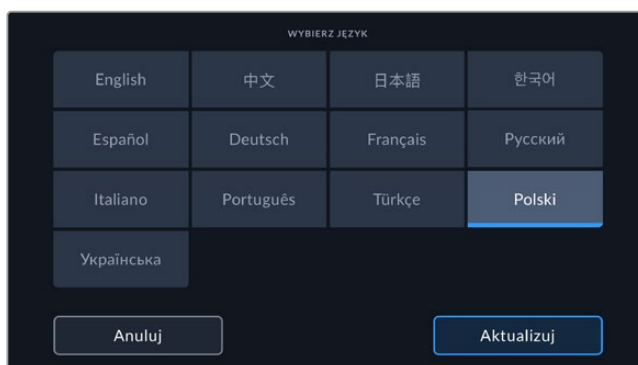 WYBIERZ JĘZYK
English 中文 日本語 한국어
Español Deutsch Français Русский
Italiano Português Türkçe Polski
Українська
Anuluj Aktualizuj